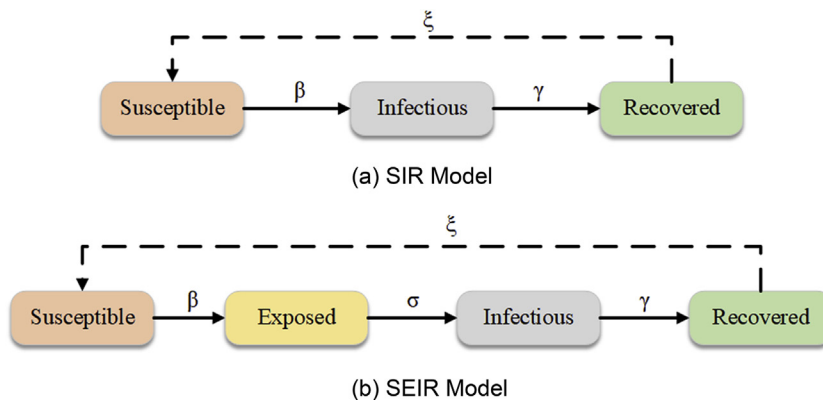 ξ
Susceptible β Infectious γ Recovered
(a) SIR Model
ξ
Susceptible β Exposed σ Infectious γ Recovered
(b) SEIR Model